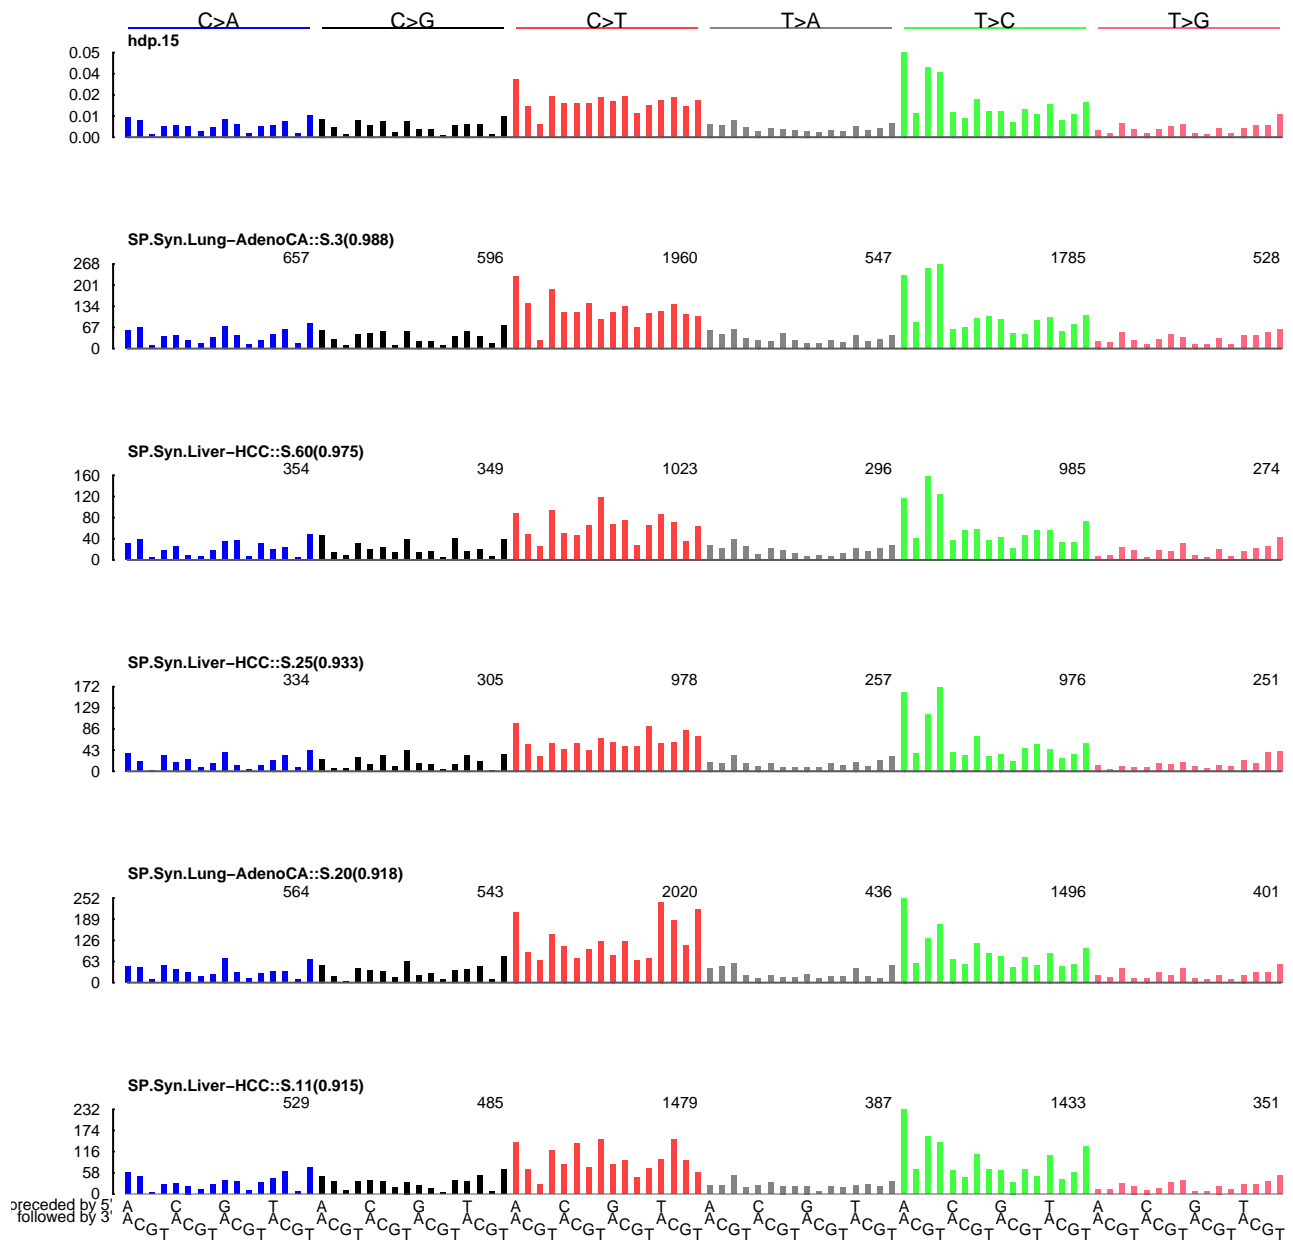 C>A C>G C>T T>A T>C T>G
hdp.15
0.05
0.04
0.02
0.01
0.00
SP.Syn.Lung−AdenoCA::S.3(0.988)
657 596 1960 547 1785 528
268
201
134
67
0
SP.Syn.Liver−HCC::S.60(0.975)
354 349 1023 296 985 274
160
120
80
40
0
SP.Syn.Liver−HCC::S.25(0.933)
334 305 978 257 976 251
172
129
86
43
0
SP.Syn.Lung−AdenoCA::S.20(0.918)
564 543 2020 436 1496 401
252
189
126
63
0
SP.Syn.Liver−HCC::S.11(0.915)
529 485 1479 387 1433 351
232
174
116
58
0
preceded by 5' A C G T A C G T A C G T A C G T A C G T A C G T
followed by 3' A C G T A C G T A C G T A C G T A C G T A C G T A C G T A C G T A C G T A C G T A C G T A C G T A C G T A C G T A C G T A C G T A C G T A C G T A C G T A C G T A C G T A C G T A C G T A C G T